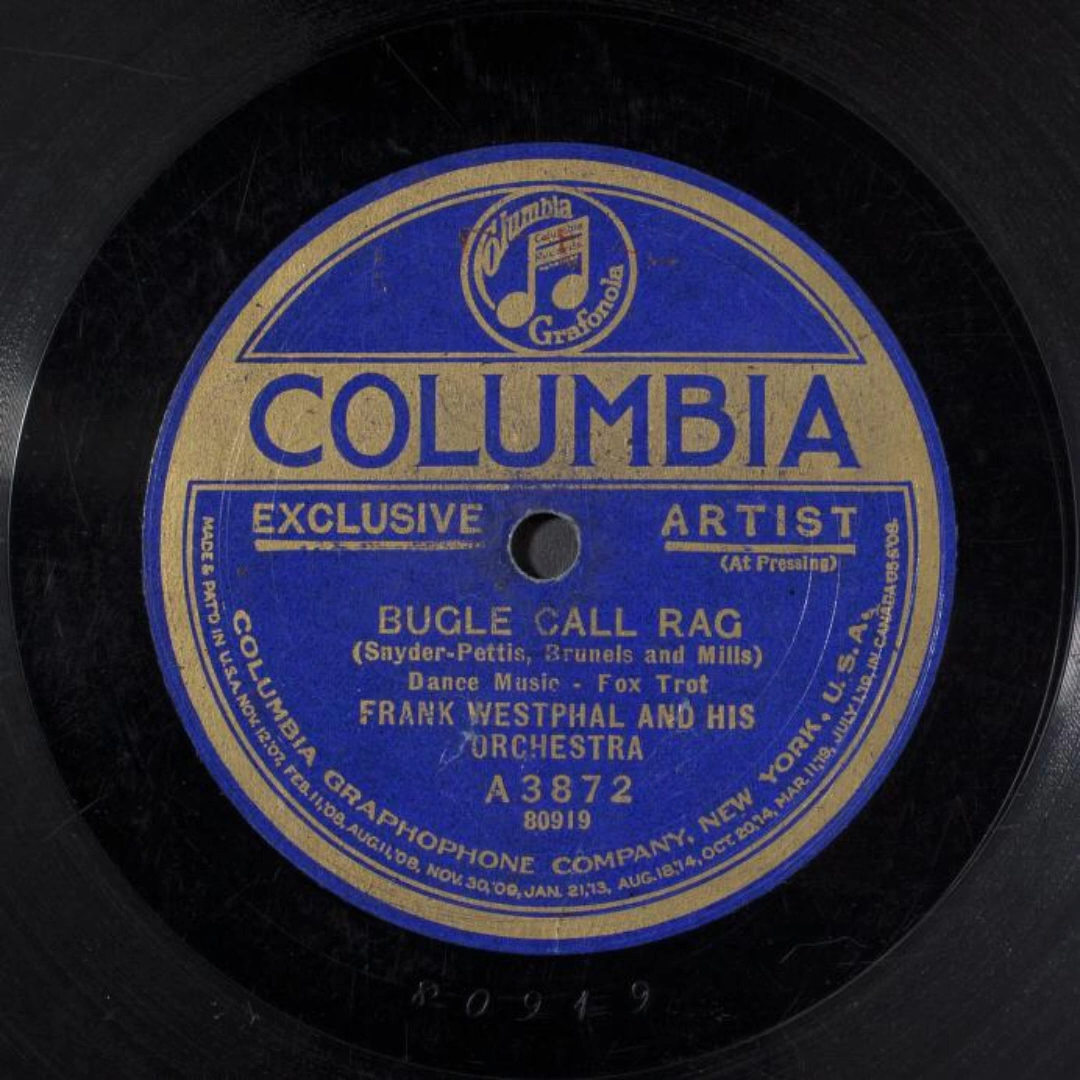 Columbia
Columbia
Records
Grafonola
COLUMBIA
EXCLUSIVE ARTIST
(At Pressing)
BUGLE CALL RAG
(Snyder-Pettis, Brunels and Mills)
Dance Music - Fox Trot
FRANK WESTPHAL AND HIS
ORCHESTRA
A3872
80919
COLUMBIA GRAPHOPHONE COMPANY, NEW YORK, U.S.A.
MADE & PAT'D IN U.S.A. NOV. 12,'07, FEB. 11,'08, AUG. 11,'08, NOV. 30,'09, JAN. 21,'13, AUG. 18,'14, OCT. 20,'14, MAR. 11,'19, JULY 1,'19, IN CANADA '05 & '08.
80919